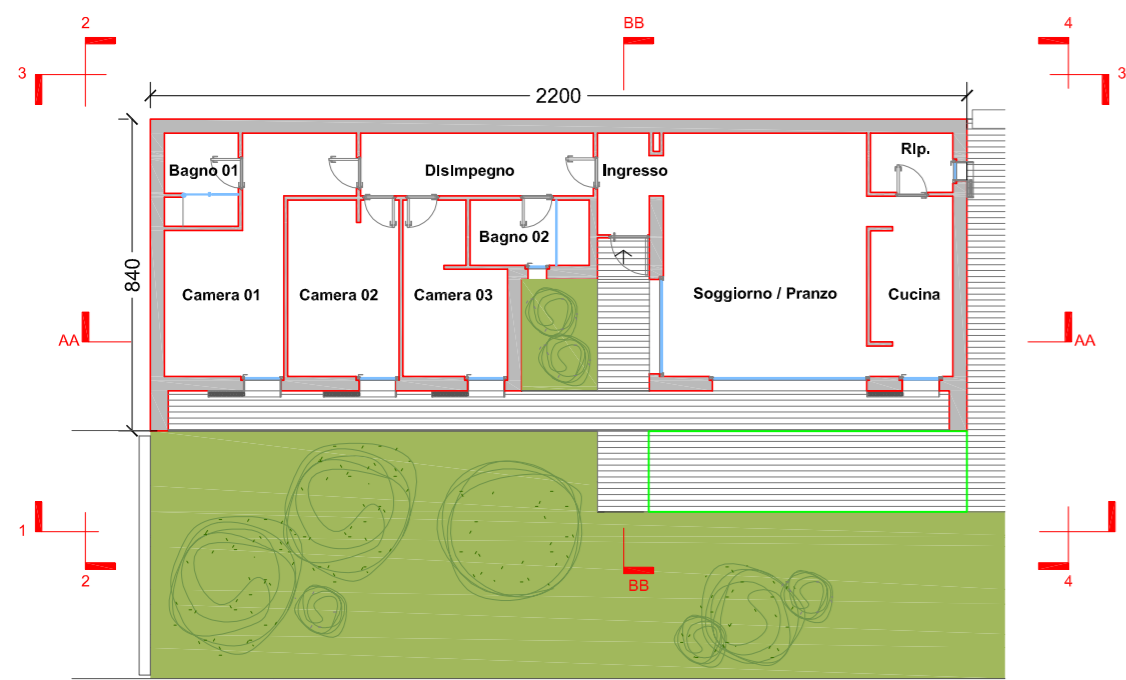 2
BB
4
3
3
2200
Bagno 01
DIsImpegno
Ingresso
RIp.
Bagno 02
840
Camera 01
Camera 02
Camera 03
Soggiorno / Pranzo
Cucina
AA
AA
1
2
BB
4